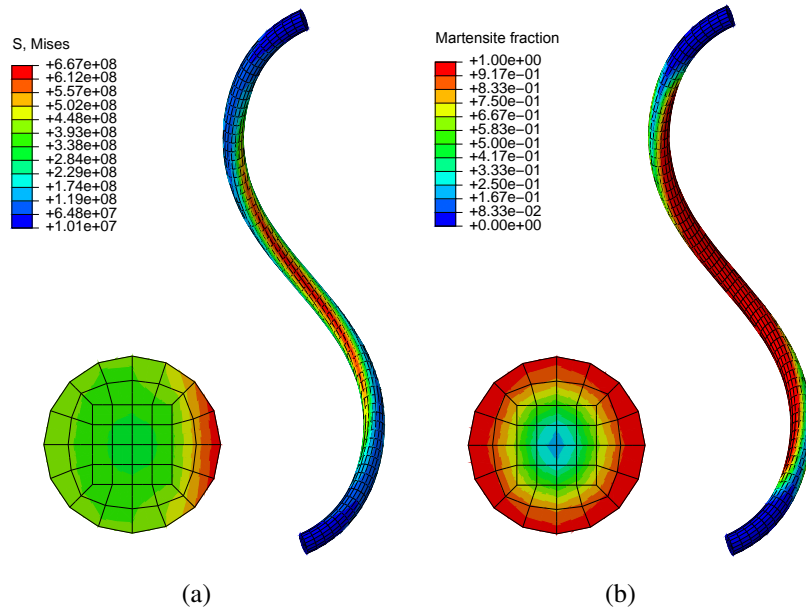 S, Mises
+6.67e+08
+6.12e+08
+5.57e+08
+5.02e+08
+4.48e+08
+3.93e+08
+3.38e+08
+2.84e+08
+2.29e+08
+1.74e+08
+1.19e+08
+6.48e+07
+1.01e+07
Martensite fraction
+1.00e+00
+9.17e-01
+8.33e-01
+7.50e-01
+6.67e-01
+5.83e-01
+5.00e-01
+4.17e-01
+3.33e-01
+2.50e-01
+1.67e-01
+8.33e-02
+0.00e+00
(a)
(b)